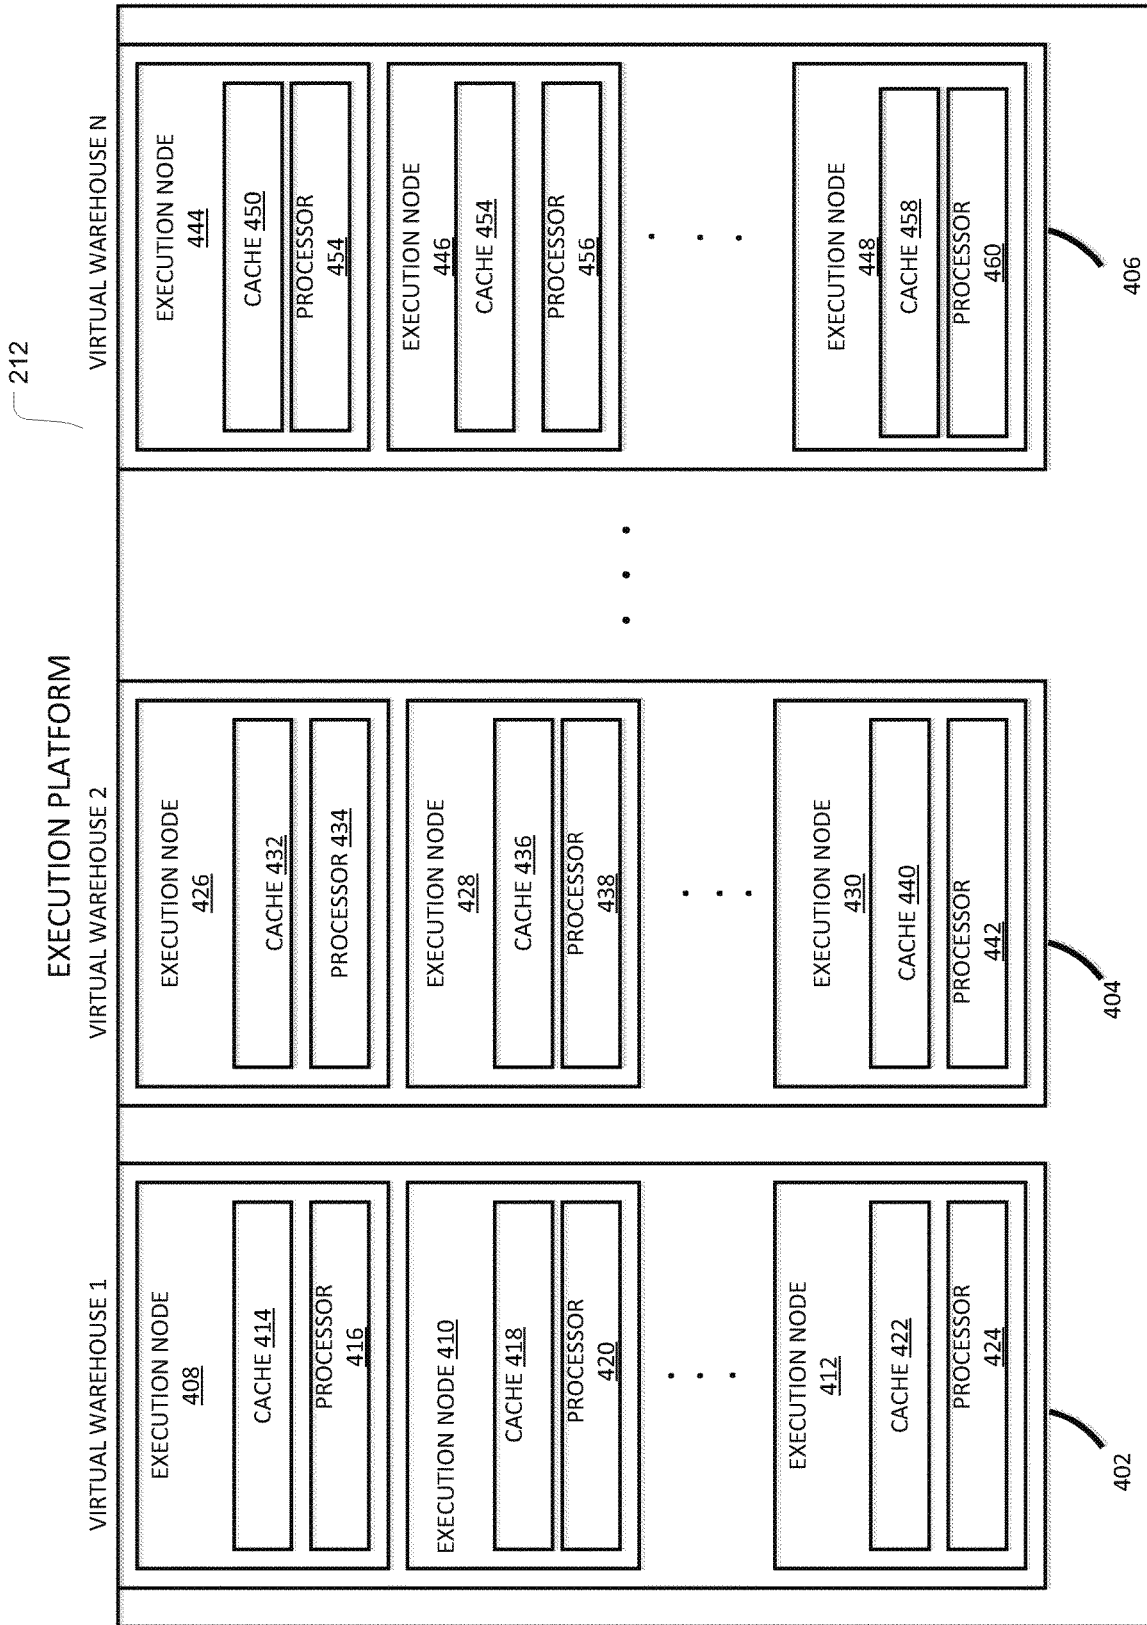 212
EXECUTION PLATFORM
VIRTUAL WAREHOUSE 1
EXECUTION NODE
408
CACHE 414
PROCESSOR
416
EXECUTION NODE 410
CACHE 418
PROCESSOR
420
EXECUTION NODE
412
CACHE 422
PROCESSOR
424
402
VIRTUAL WAREHOUSE 2
EXECUTION NODE
426
CACHE 432
PROCESSOR 434
EXECUTION NODE
428
CACHE 436
PROCESSOR
438
EXECUTION NODE
430
CACHE 440
PROCESSOR
442
404
VIRTUAL WAREHOUSE N
EXECUTION NODE
444
CACHE 450
PROCESSOR
454
EXECUTION NODE
446
CACHE 454
PROCESSOR
456
EXECUTION NODE
448
CACHE 458
PROCESSOR
460
406